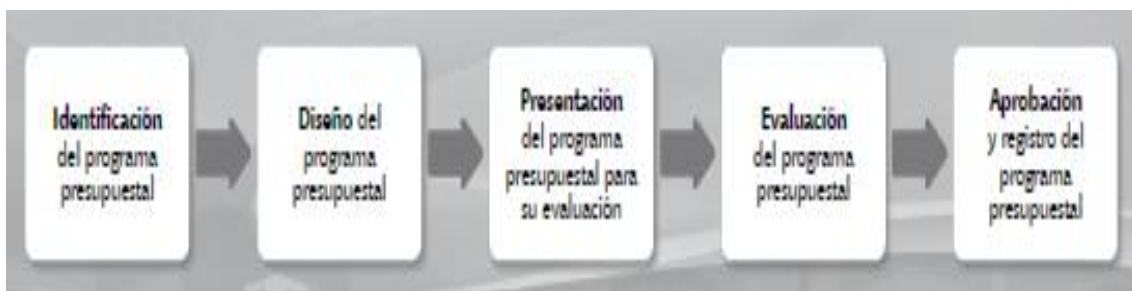 Identificación
del programa
presupuestal
Diseño del
programa
presupuestal
Presentación
del programa
presupuestal para
su evaluación
Evaluación
del programa
presupuestal
Aprobación
y registro del
programa
presupuestal